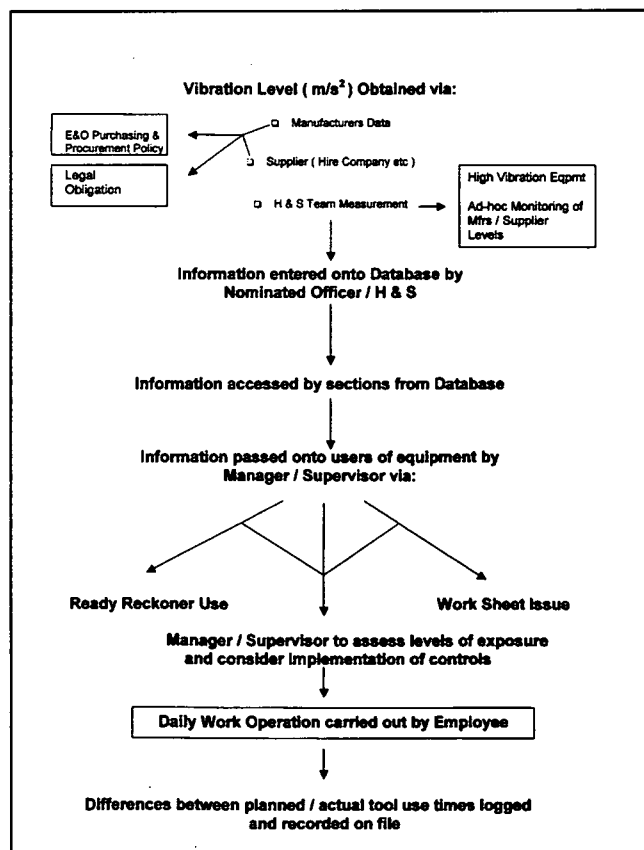 Vibration Level ( m/s² ) Obtained via:
Manufacturers Data
E&O Purchasing &
Procurement Policy
Supplier ( Hire Company etc )
Legal
Obligation
H & S Team Measurement
High Vibration Eqpmt
Ad-hoc Monitoring of
Mfrs / Supplier
Levels
Information entered onto Database by
Nominated Officer / H & S
Information accessed by sections from Database
Information passed onto users of equipment by
Manager / Supervisor via:
Ready Reckoner Use
Work Sheet Issue
Manager / Supervisor to assess levels of exposure
and consider implementation of controls
Daily Work Operation carried out by Employee
Differences between planned / actual tool use times logged
and recorded on file